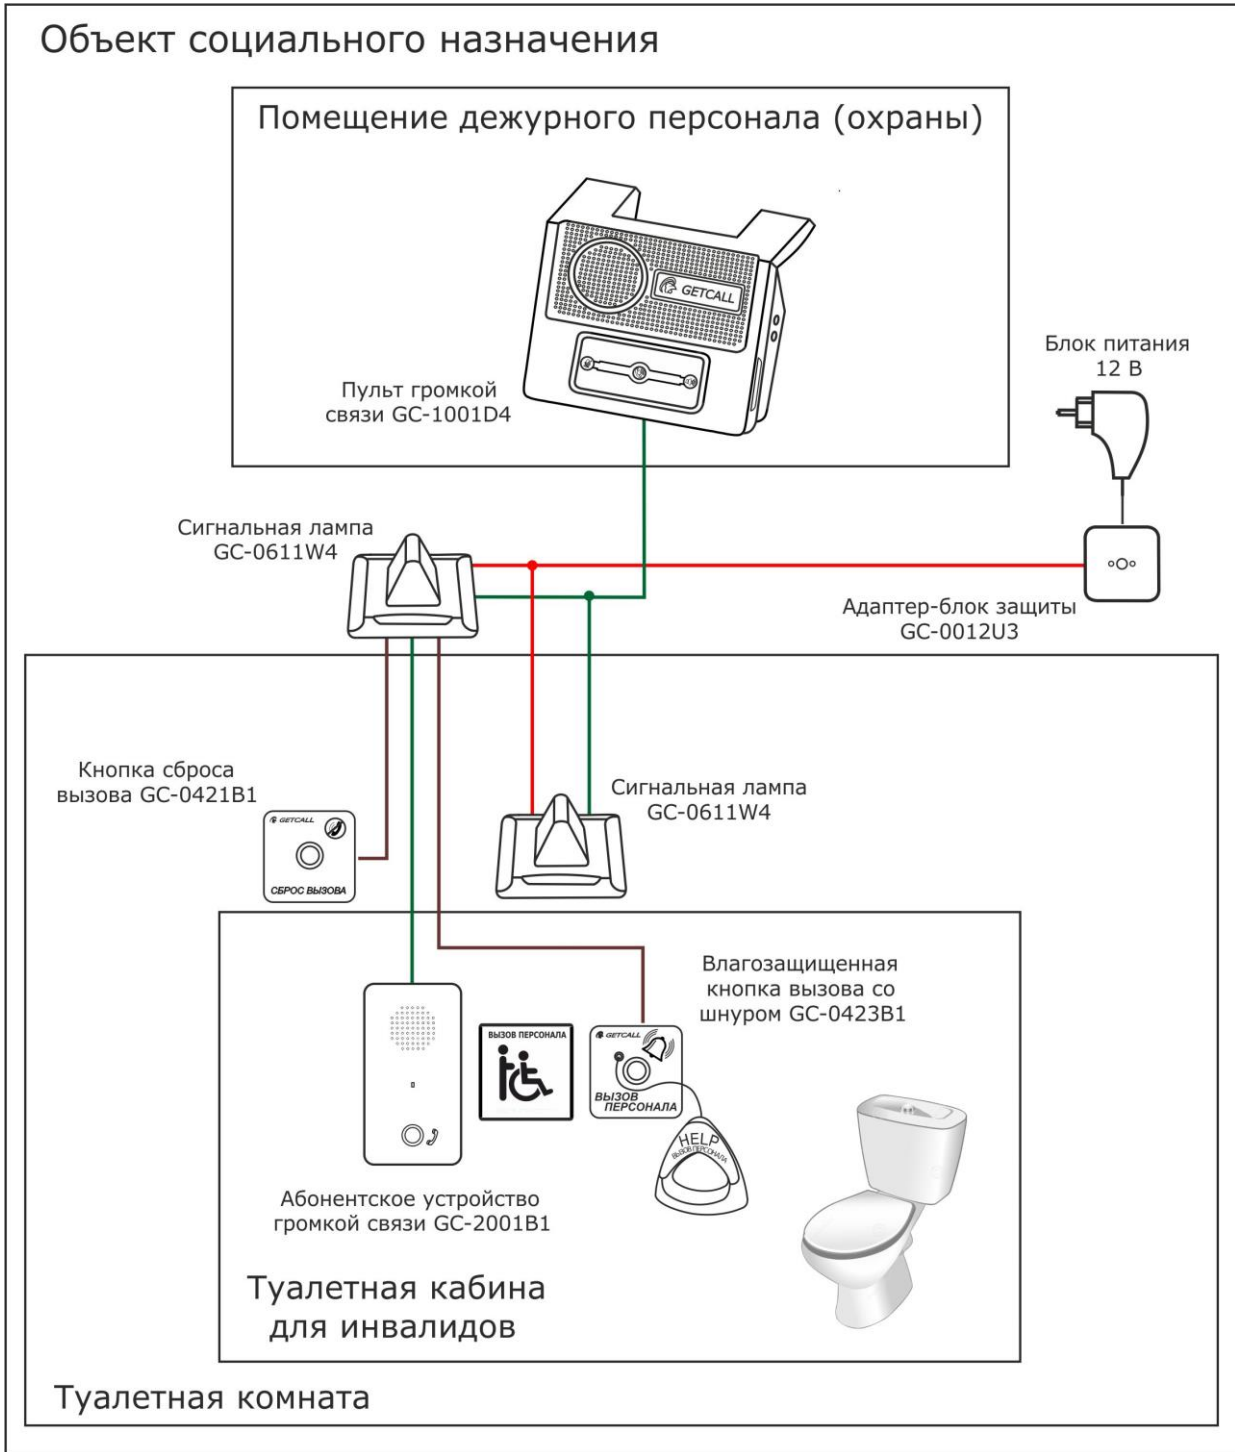 Объект социального назначения
Помещение дежурного персонала (охраны)
GETCALL
Пульт громкой
связи GC-1001D4
Блок питания
12 В
Сигнальная лампа
GC-0611W4
Адаптер-блок защиты
GC-0012U3
Кнопка сброса
вызова GC-0421B1
GETCALL
СБРОС ВЫЗОВА
Сигнальная лампа
GC-0611W4
Влагозащищенная
кнопка вызова со
шнуром GC-0423B1
ВЫЗОВ ПЕРСОНАЛА
GETCALL
ВЫЗОВ
ПЕРСОНАЛА
HELP
ВЫЗОВ ПЕРСОНАЛА
Абонентское устройство
громкой связи GC-2001B1
Туалетная кабина
для инвалидов
Туалетная комната